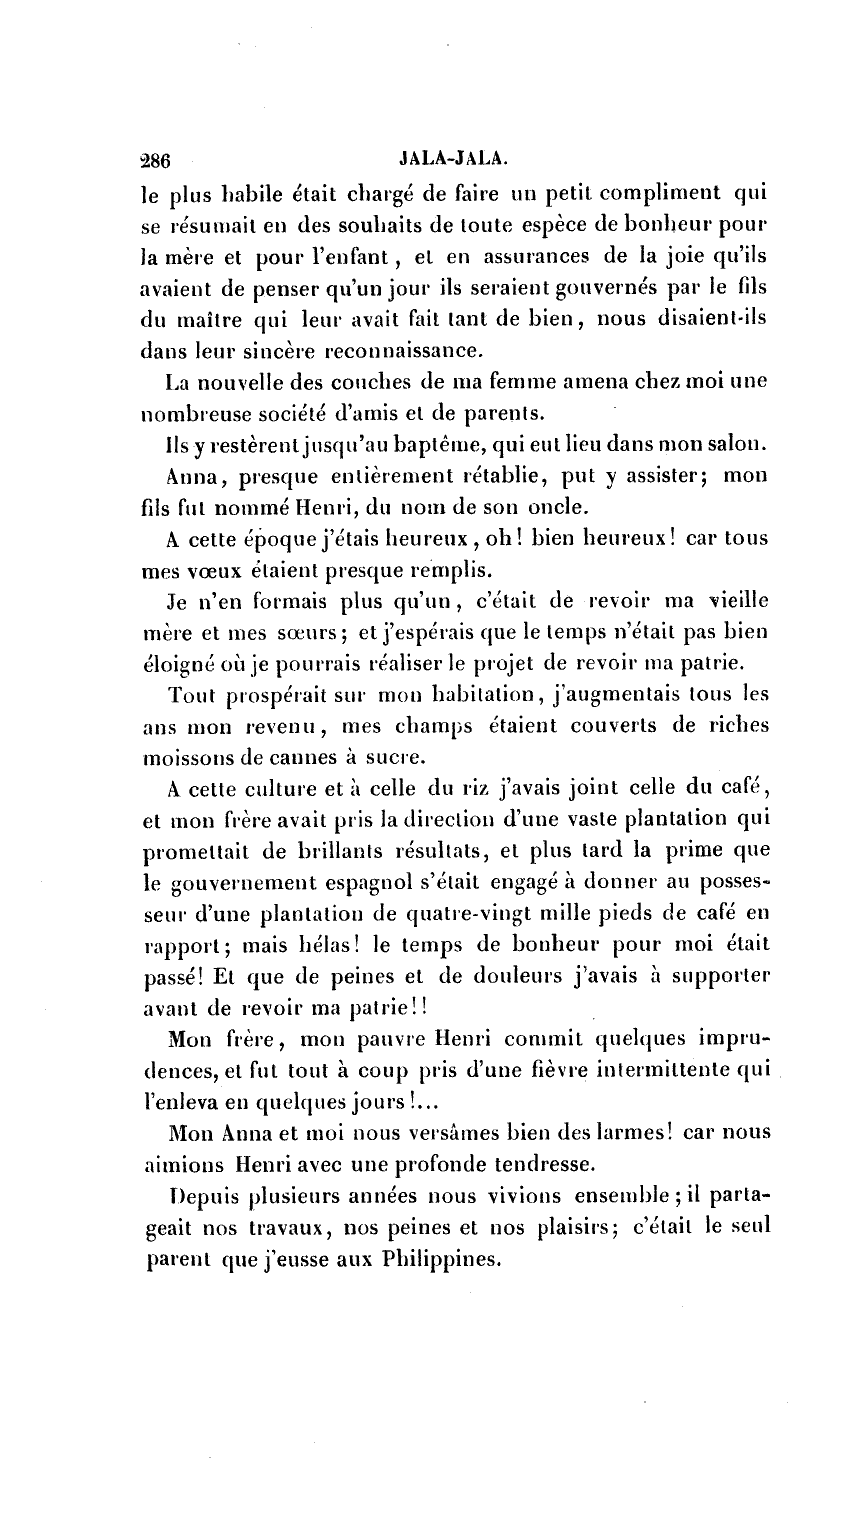 286 JALA-JALA.
le plus habile était chargé de faire un petit compliment qui
se résumait en des souhaits de toute espèce de bonheur pour
la mère et pour l'enfant, et en assurances de la joie qu'ils
avaient de penser qu'un jour ils seraient gouvernés par le fils
du maître qui leur avait fait tant de bien, nous disaient-ils
dans leur sincère reconnaissance.
La nouvelle des couches de ma femme amena chez moi une
nombreuse société d'amis et de parents.
Ils y restèrent jusqu'au baptême, qui eut lieu dans mon salon.
Anna, presque entièrement rétablie, put y assister; mon
fils fut nommé Henri, du nom de son oncle.
A cette époque j'étais heureux, oh! bien heureux! car tous
mes vœux étaient presque remplis.
Je n'en formais plus qu'un, c'était de revoir ma vieille
mère et mes sœurs; et j'espérais que le temps n'était pas bien
éloigné où je pourrais réaliser le projet de revoir ma patrie.
Tout prospérait sur mon habitation, j'augmentais tous les
ans mon revenu, mes champs étaient couverts de riches
moissons de cannes à sucre.
A cette culture et à celle du riz j'avais joint celle du café,
et mon frère avait pris la direction d'une vaste plantation qui
promettait de brillants résultats, et plus tard la prime que
le gouvernement espagnol s'était engagé à donner au posses-
seur d'une plantation de quatre-vingt mille pieds de café en
rapport; mais hélas! le temps de bonheur pour moi était
passé! Et que de peines et de douleurs j'avais à supporter
avant de revoir ma patrie!!
Mon frère, mon pauvre Henri commit quelques impru-
dences, et fut tout à coup pris d'une fièvre intermittente qui
l'enleva en quelques jours!...
Mon Anna et moi nous versâmes bien des larmes! car nous
aimions Henri avec une profonde tendresse.
Depuis plusieurs années nous vivions ensemble; il parta-
geait nos travaux, nos peines et nos plaisirs; c'était le seul
parent que j'eusse aux Philippines.